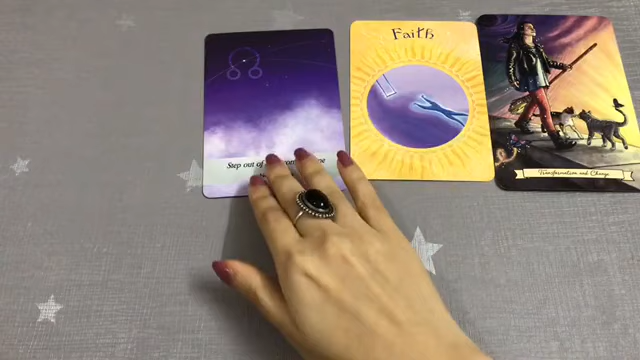 Step out of
Faith
Transformation and Change